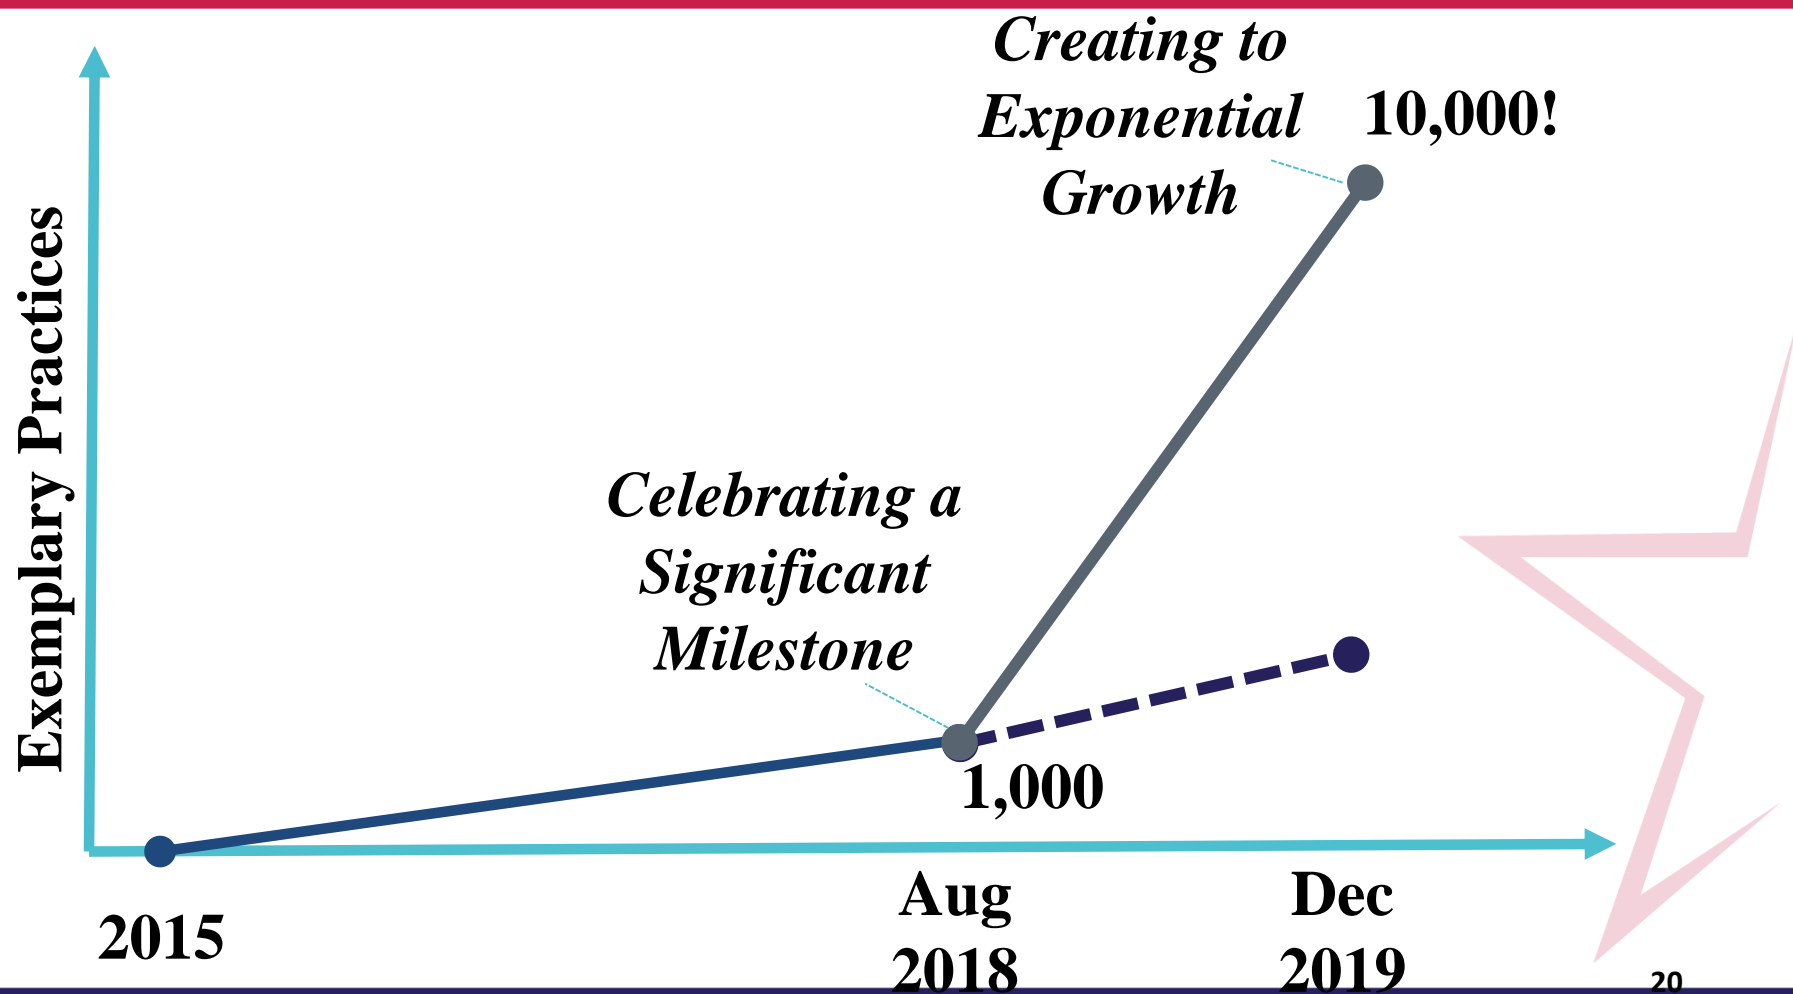 Creating to
Exponential
Growth
10,000!
Exemplary Practices
Celebrating a
Significant
Milestone
1,000
2015
Aug
2018
Dec
2019
20